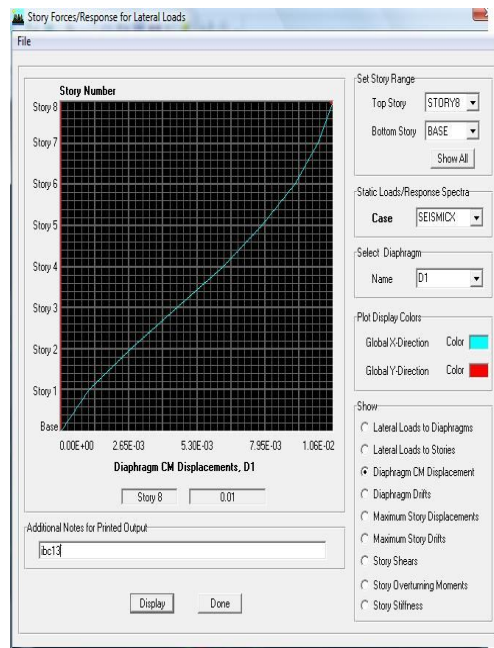 Story Forces/Response for Lateral Loads
File
Story Number
Story 8
Story 7
Story 6
Story 5
Story 4
Story 3
Story 2
Story 1
Base
0.00E+00 2.65E-03 5.30E-03 7.95E-03 1.06E-02
Diaphragm CM Displacements, D1
Story 8 0.01
Additional Notes for Printed Output
ibc13
Display Done
Set Story Range
Top Story STORY8
Bottom Story BASE
Show All
Static Loads/Response Spectra
Case SEISMICX
Select Diaphragm
Name D1
Plot Display Colors
Global X-Direction Color
Global Y-Direction Color
Show
Lateral Loads to Diaphragms
Lateral Loads to Stories
Diaphragm CM Displacement
Diaphragm Drifts
Maximum Story Displacements
Maximum Story Drifts
Story Shears
Story Overturning Moments
Story Stiffness